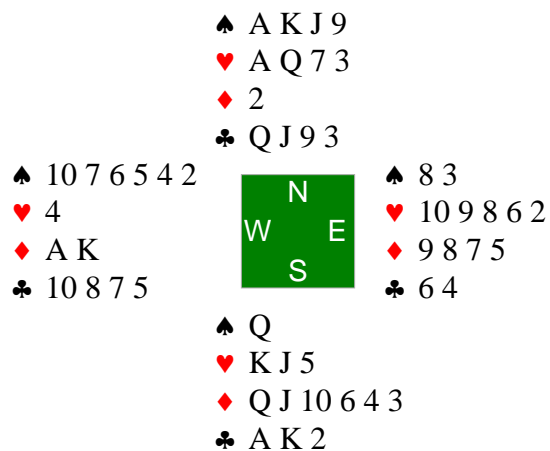 ♠ A K J 9
♥ A Q 7 3
♦ 2
♣ Q J 9 3
♠ 10 7 6 5 4 2
♥ 4
♦ A K
♣ 10 8 7 5
N
W E
S
♠ 8 3
♥ 10 9 8 6 2
♦ 9 8 7 5
♣ 6 4
♠ Q
♥ K J 5
♦ Q J 10 6 4 3
♣ A K 2